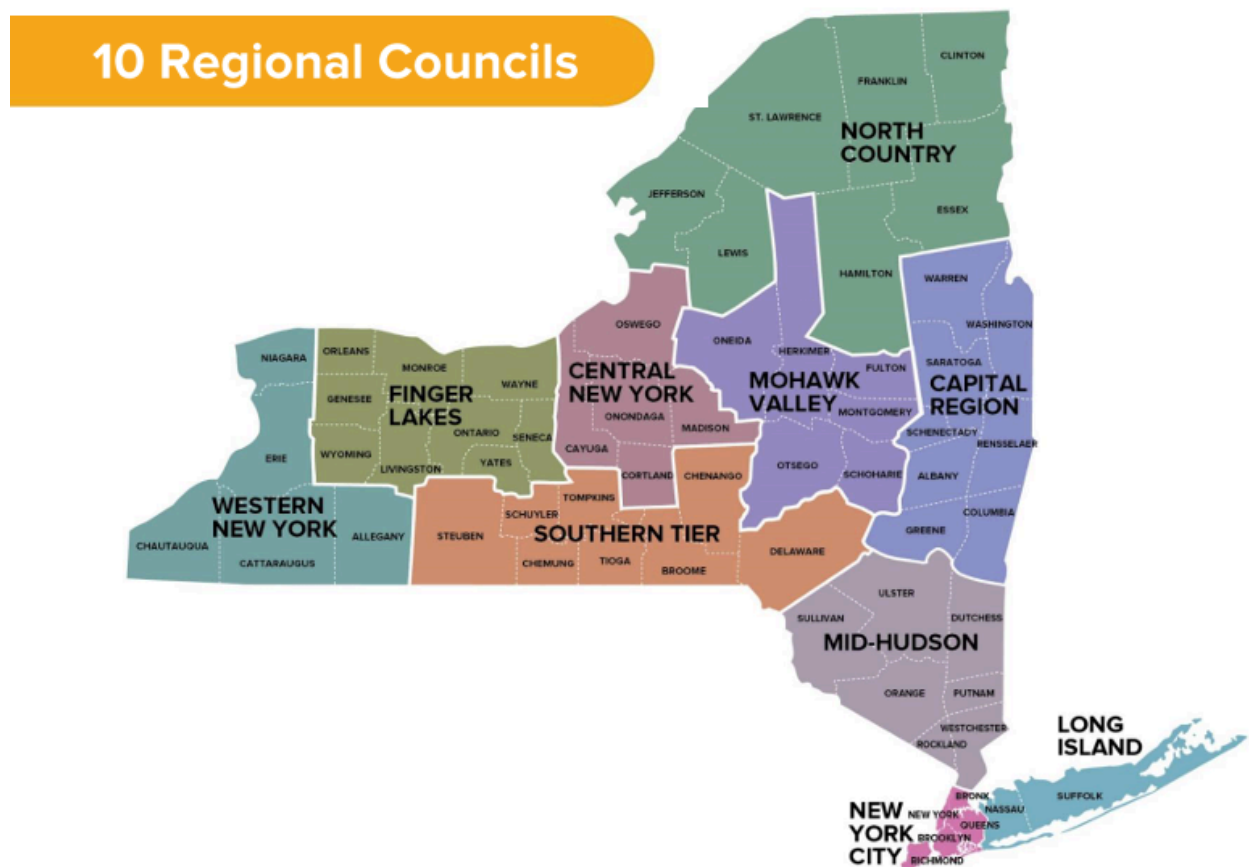 10 Regional Councils
CLINTON
FRANKLIN
ST. LAWRENCE
NORTH
COUNTRY
JEFFERSON
ESSEX
LEWIS
HAMILTON
WARREN
OSWEGO
WASHINGTON
ONEIDA
HERKIMER
NIAGARA
ORLEANS
MONROE
FULTON
SARATOGA
CENTRAL
NEW YORK
MOHAWK
VALLEY
CAPITAL
REGION
FINGER
LAKES
WAYNE
GENESEE
ONONDAGA
MONTGOMERY
MADISON
SCHENECTADY
ONTARIO
SENECA
RENSSELAER
CAYUGA
WYOMING
ERIE
LIVINGSTON
YATES
OTSEGO
SCHOHARIE
ALBANY
CORTLAND
CHENANGO
TOMPKINS
WESTERN
NEW YORK
SCHUYLER
COLUMBIA
SOUTHERN TIER
GREENE
STEUBEN
ALLEGANY
CHAUTAUQUA
DELAWARE
CATTARAUGUS
CHEMUNG
TIOGA
BROOME
ULSTER
SULLIVAN
DUTCHESS
MID-HUDSON
ORANGE
PUTNAM
WESTCHESTER
ROCKLAND
LONG
ISLAND
BRONX
SUFFOLK
NASSAU
NEW
YORK
CITY
NEW YORK
QUEENS
BROOKLYN
RICHMOND